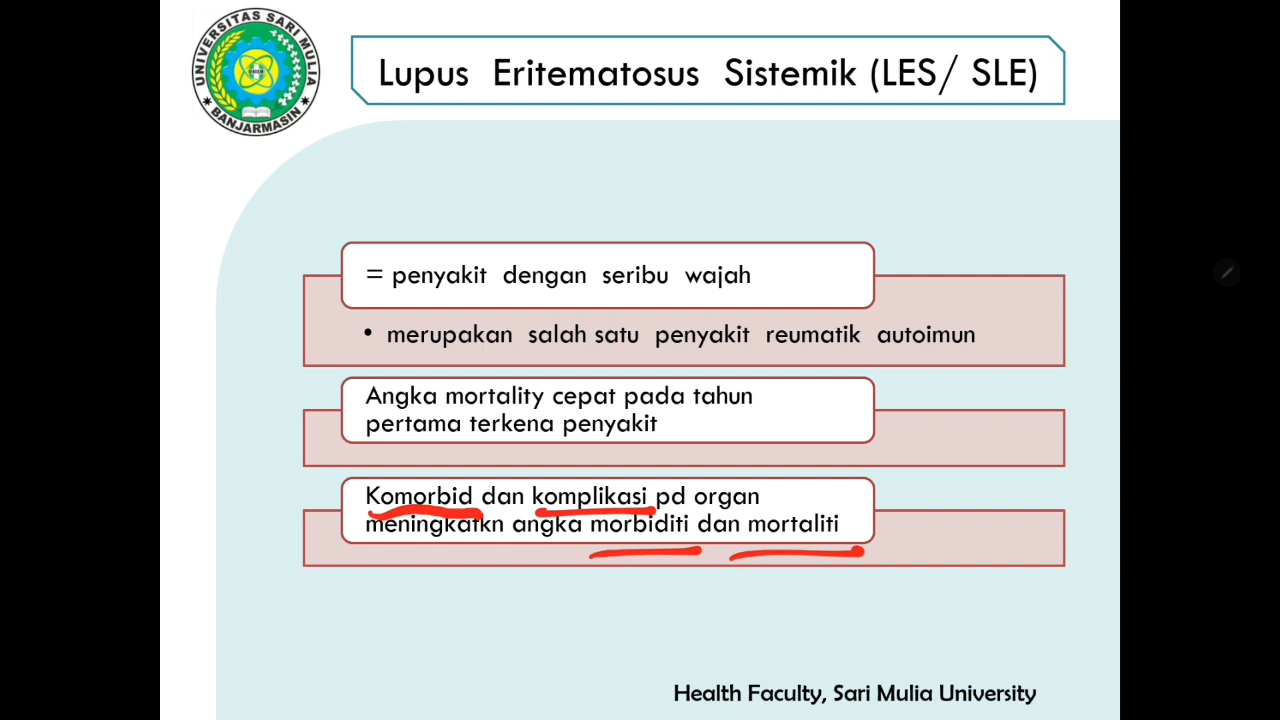 UNIVERSITAS SARI MULIA
BANJARMASIN
Lupus Eritematosus Sistemik (LES/ SLE)
= penyakit dengan seribu wajah
• merupakan salah satu penyakit reumatik autoimun
Angka mortality cepat pada tahun
pertama terkena penyakit
Komorbid dan komplikasi pd organ
meningkatkn angka morbiditi dan mortaliti
Health Faculty, Sari Mulia University